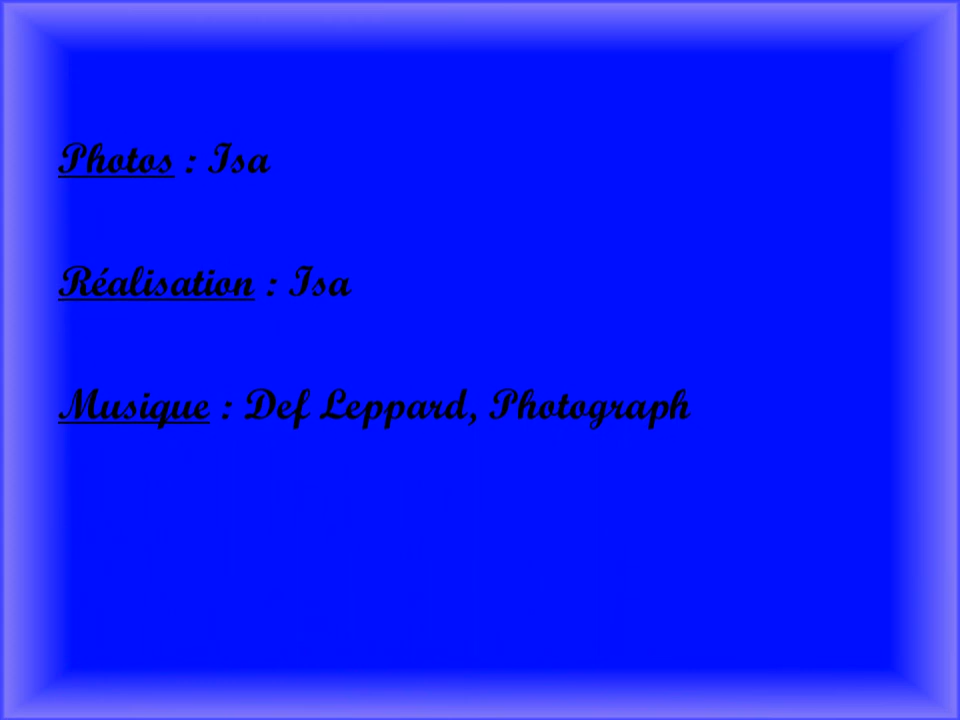 Photos : Isa
Réalisation : Isa
Musique : Def Leppard, Photograph